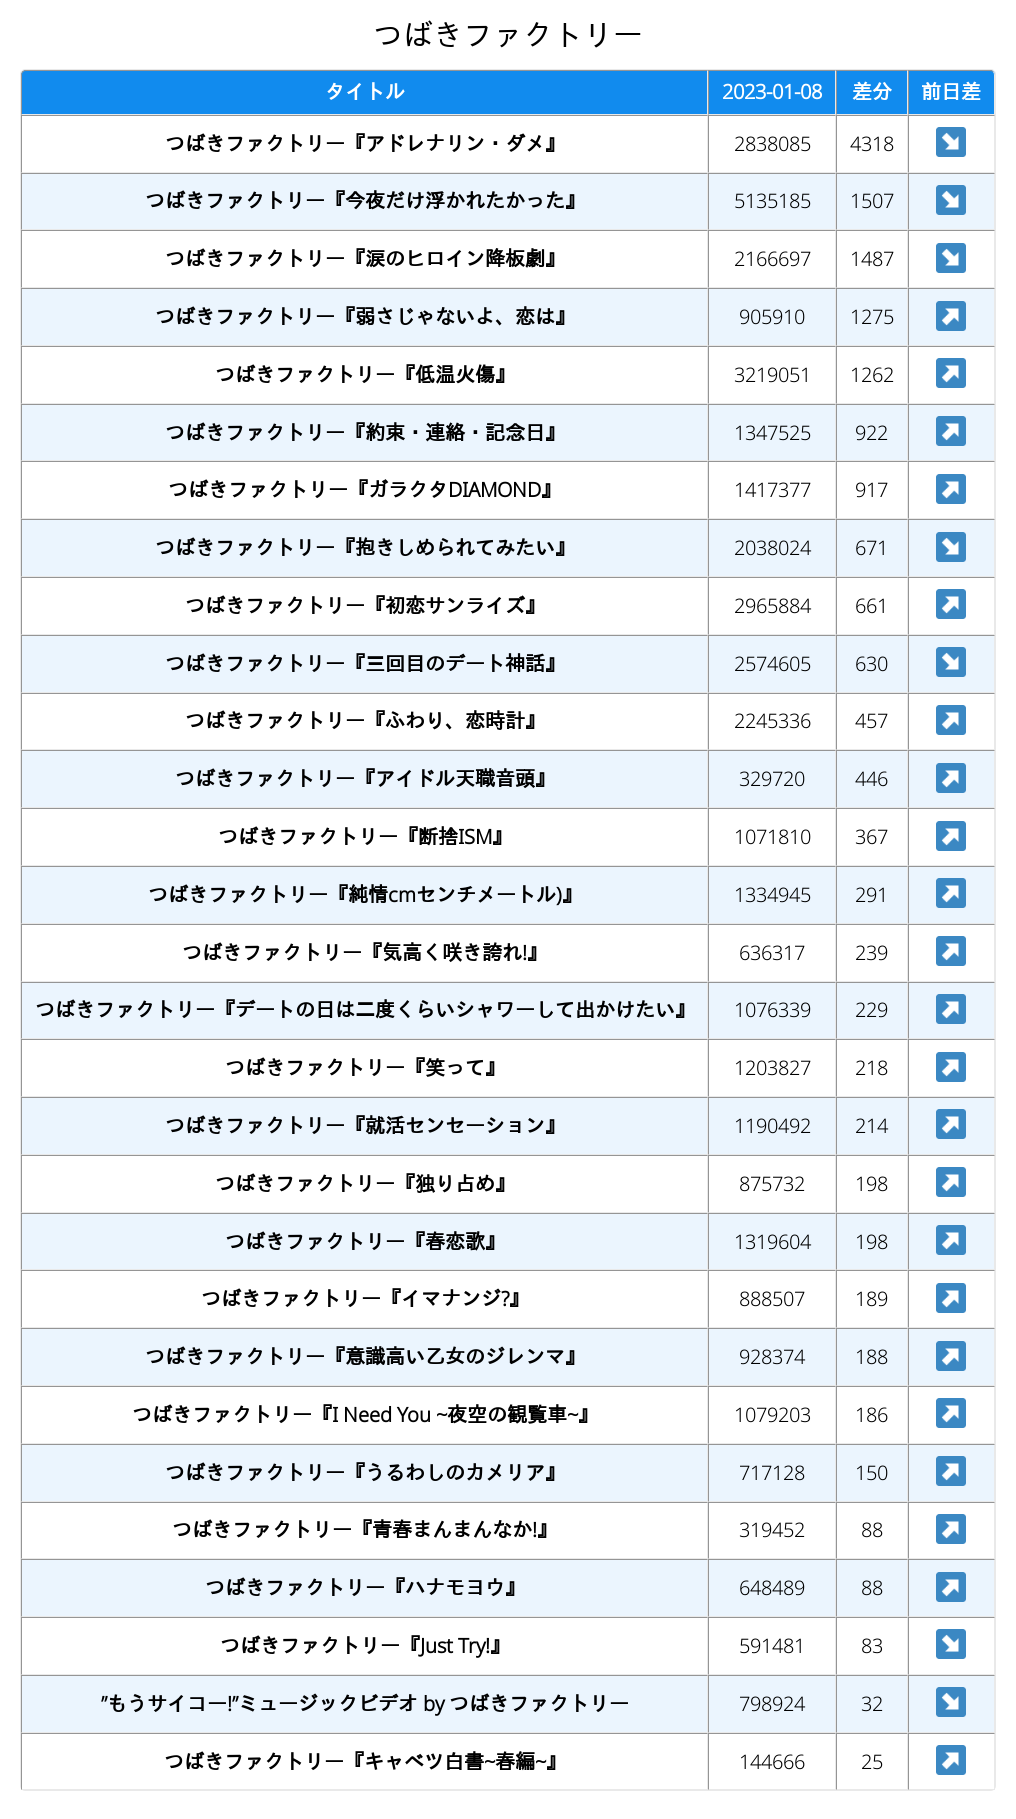 つばきファクトリー
タイトル 2023-01-08 差分 前日差
つばきファクトリー『アドレナリン・ダメ』 2838085 4318 ↘
つばきファクトリー『今夜だけ浮かれたかった』 5135185 1507 ↘
つばきファクトリー『涙のヒロイン降板劇』 2166697 1487 ↘
つばきファクトリー『弱さじゃないよ、恋は』 905910 1275 ↗
つばきファクトリー『低温火傷』 3219051 1262 ↗
つばきファクトリー『約束・連絡・記念日』 1347525 922 ↗
つばきファクトリー『ガラクタDIAMOND』 1417377 917 ↗
つばきファクトリー『抱きしめられてみたい』 2038024 671 ↘
つばきファクトリー『初恋サンライズ』 2965884 661 ↗
つばきファクトリー『三回目のデート神話』 2574605 630 ↘
つばきファクトリー『ふわり、恋時計』 2245336 457 ↗
つばきファクトリー『アイドル天職音頭』 329720 446 ↗
つばきファクトリー『断捨ISM』 1071810 367 ↗
つばきファクトリー『純情cmセンチメートル)』 1334945 291 ↗
つばきファクトリー『気高く咲き誇れ!』 636317 239 ↗
つばきファクトリー『デートの日は二度くらいシャワーして出かけたい』 1076339 229 ↗
つばきファクトリー『笑って』 1203827 218 ↗
つばきファクトリー『就活センセーション』 1190492 214 ↗
つばきファクトリー『独り占め』 875732 198 ↗
つばきファクトリー『春恋歌』 1319604 198 ↗
つばきファクトリー『イマナンジ?』 888507 189 ↗
つばきファクトリー『意識高い乙女のジレンマ』 928374 188 ↗
つばきファクトリー『I Need You ~夜空の観覧車~』 1079203 186 ↗
つばきファクトリー『うるわしのカメリア』 717128 150 ↗
つばきファクトリー『青春まんまんなか!』 319452 88 ↗
つばきファクトリー『ハナモヨウ』 648489 88 ↗
つばきファクトリー『Just Try!』 591481 83 ↘
”もうサイコー!”ミュージックビデオ by つばきファクトリー 798924 32 ↘
つばきファクトリー『キャベツ白書~春編~』 144666 25 ↗